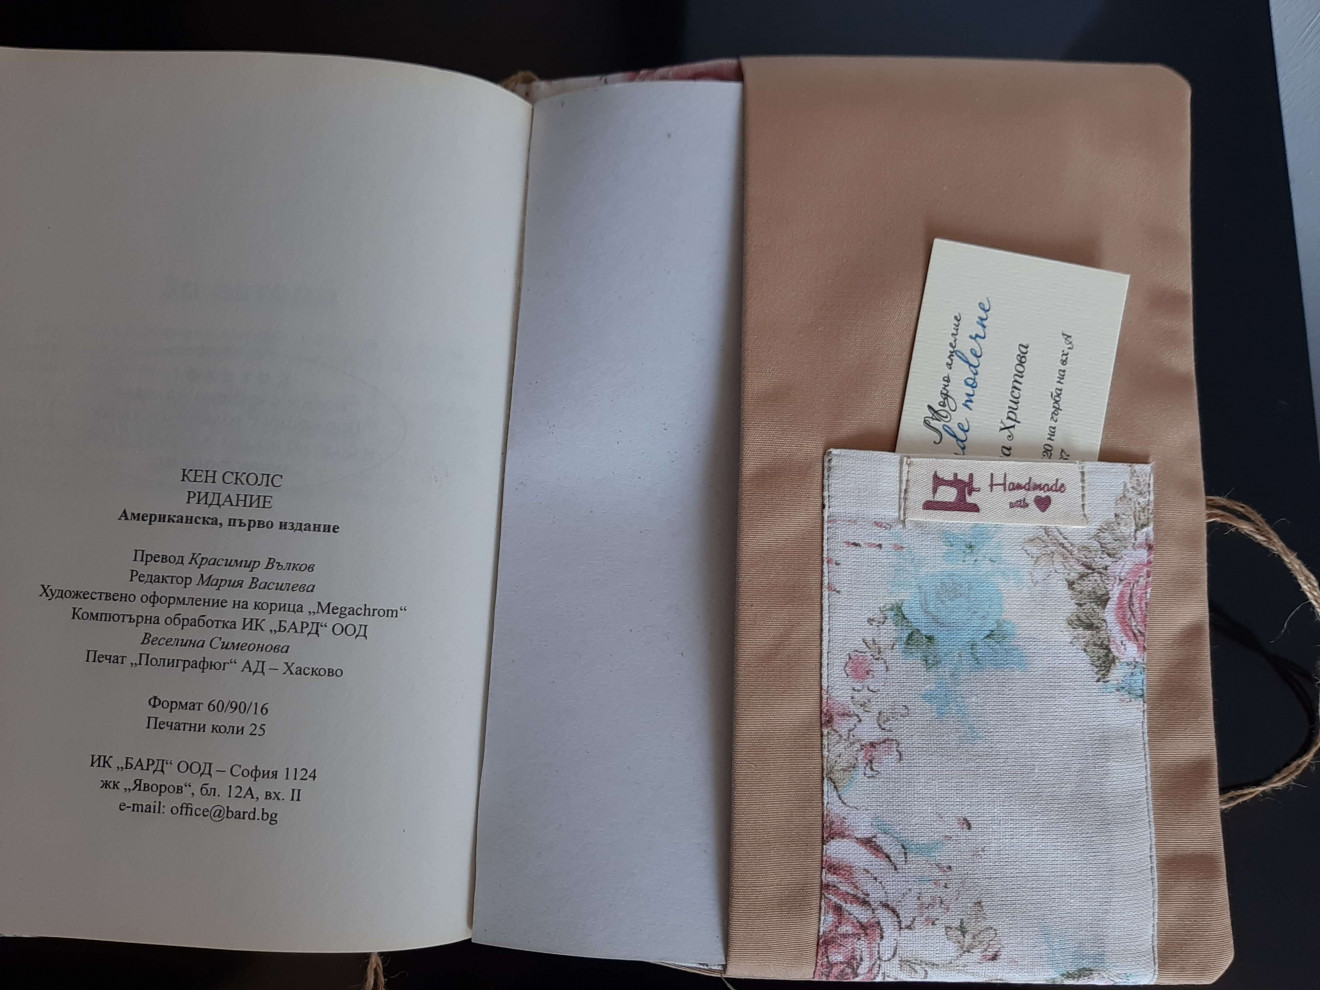 КЕН СКОЛС
РИДАНИЕ
Американска, първо издание
Превод Красимир Вълков
Редактор Мария Василева
Художествено оформление на корица „Megachrom“
Компютърна обработка ИК „БАРД“ ООД
Веселина Симеонова
Печат „Полиграфюг“ АД – Хасково
Формат 60/90/16
Печатни коли 25
ИК „БАРД“ ООД – София 1124
жк „Яворов“, бл. 12А, вх. II
e-mail: office@bard.bg
Модно ателие
de moderne
а Христова
20 на гърба на вх. А
Handmade
with